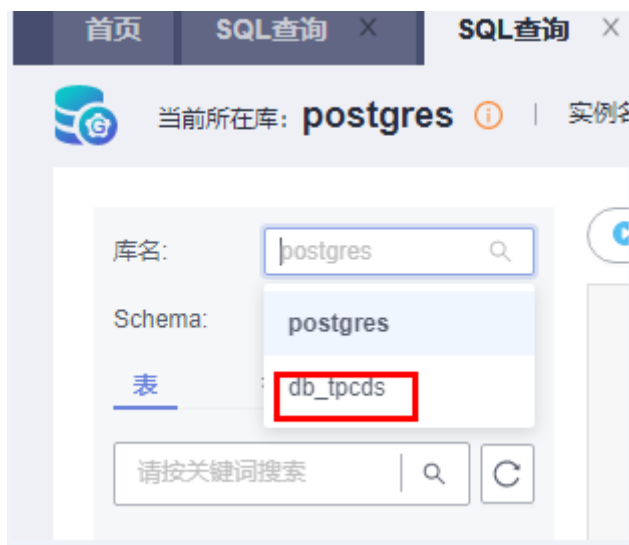 首页 SQL查询 SQL查询
当前所在库: postgres 实例名
库名: postgres
Schema: postgres
表
db_tpcds
请按关键词搜索